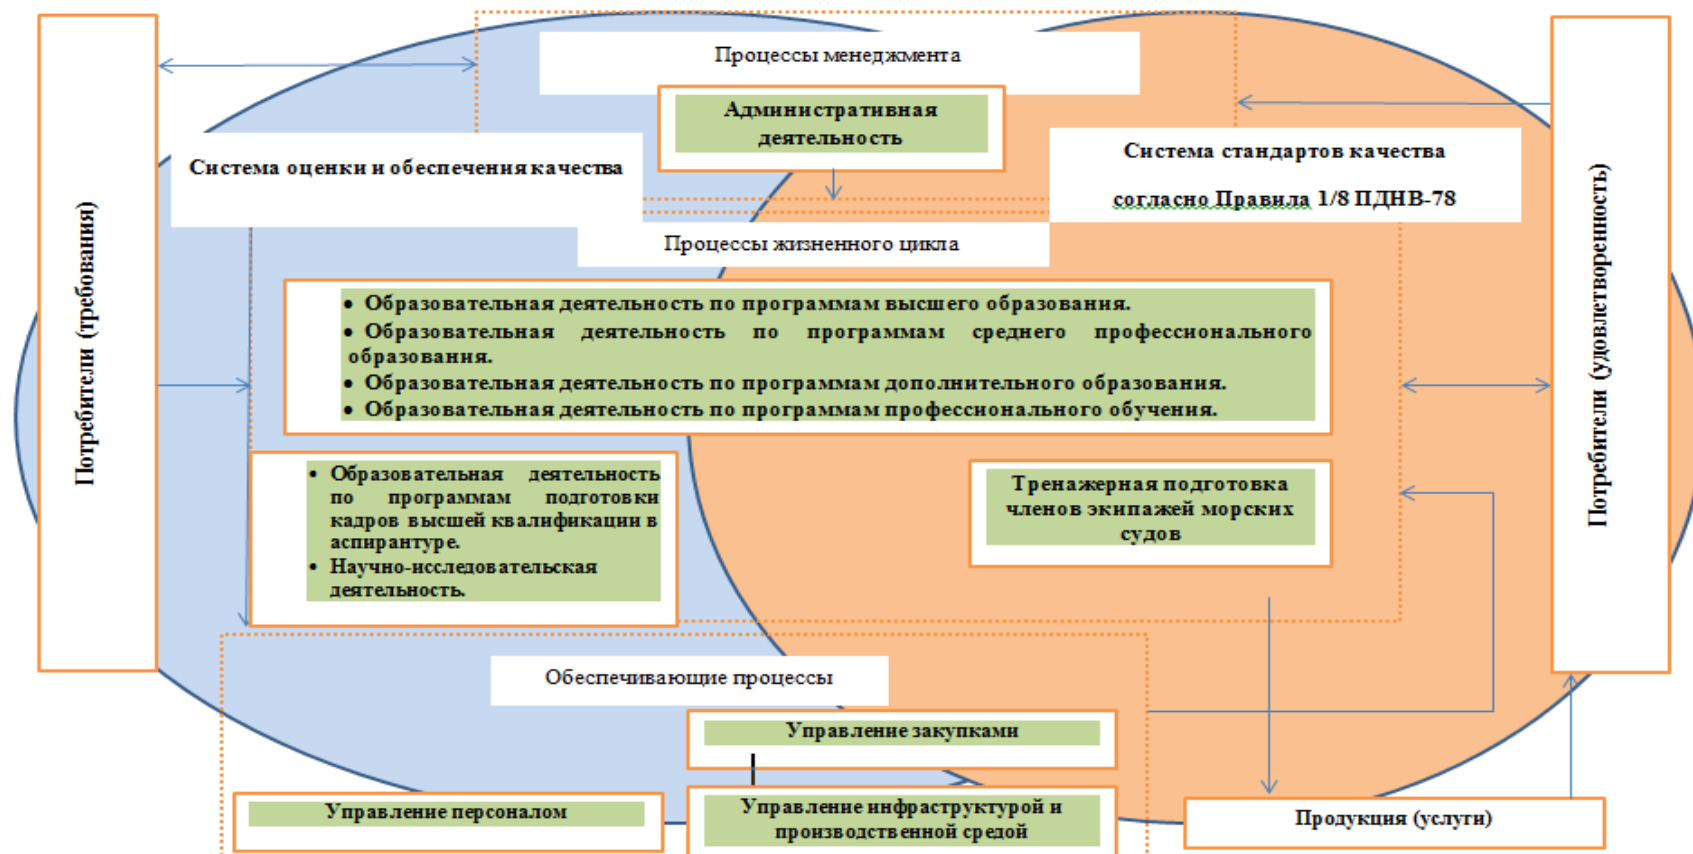 Процессы менеджмента
Административная
деятельность
Система оценки и обеспечения качества
Система стандартов качества
согласно Правила 1/8 ПДНВ-78
Потребители (требования)
Потребители (удовлетворенность)
Процессы жизненного цикла
• Образовательная деятельность по программам высшего образования.
• Образовательная деятельность по программам среднего профессионального
образования.
• Образовательная деятельность по программам дополнительного образования.
• Образовательная деятельность по программам профессионального обучения.
• Образовательная деятельность
по программам подготовки
кадров высшей квалификации в
аспирантуре.
• Научно-исследовательская
деятельность.
Тренажерная подготовка
членов экипажей морских
судов
Обеспечивающие процессы
Управление закупками
Управление персоналом
Управление инфраструктурой и
производственной средой
Продукция (услуги)